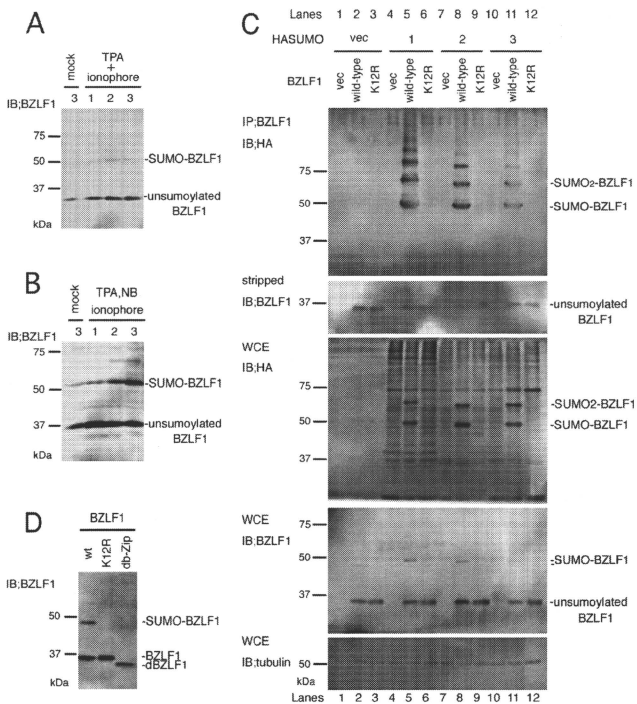 A
mock
TPA
+
ionophore
3 1 2 3
IB;BZLF1
75
50
37
kDa
-SUMO-BZLF1
-unsumoylated
BZLF1
B
mock
TPA,NB
ionophore
3 1 2 3
IB;BZLF1
75
50
37
kDa
-SUMO-BZLF1
-unsumoylated
BZLF1
D
BZLF1
wt K12R db-Zip
IB;BZLF1
50
37
kDa
-SUMO-BZLF1
-BZLF1
-dBZLF1
C
Lanes 1 2 3 4 5 6 7 8 9 10 11 12
HASUMO vec 1 2 3
BZLF1 vec wild-type K12R vec wild-type K12R vec wild-type K12R vec wild-type K12R
IP;BZLF1
IB;HA
75
50
37
-SUMO2-BZLF1
-SUMO-BZLF1
stripped
IB;BZLF1
37
-unsumoylated
BZLF1
WCE
IB;HA
75
50
37
-SUMO2-BZLF1
-SUMO-BZLF1
WCE
IB;BZLF1
75
50
37
-SUMO-BZLF1
-unsumoylated
BZLF1
WCE
IB;tubulin
50
kDa
Lanes 1 2 3 4 5 6 7 8 9 10 11 12